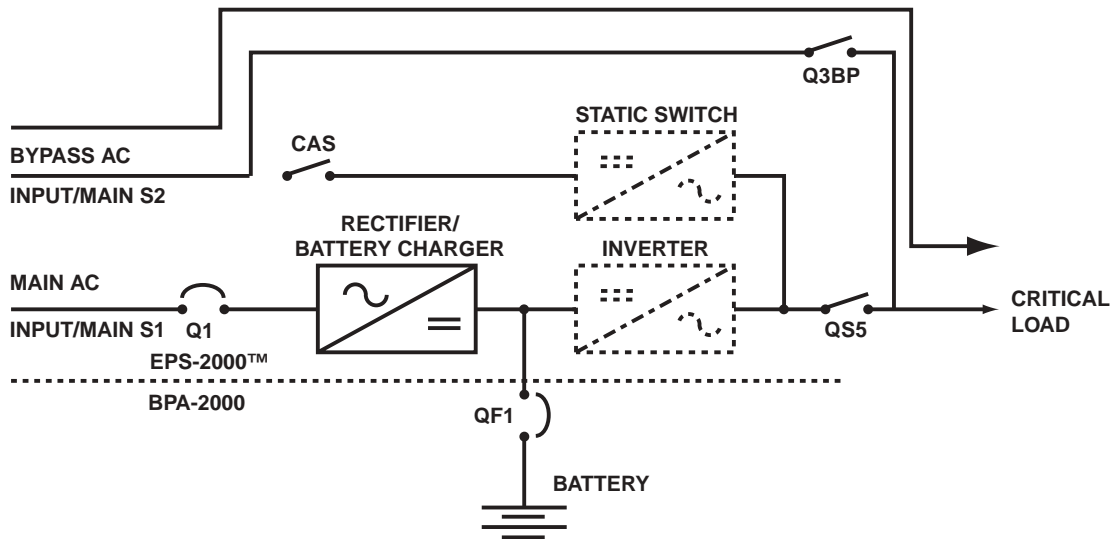 Q3BP
STATIC SWITCH
BYPASS AC
CAS
INPUT/MAIN S2
RECTIFIER/
BATTERY CHARGER
INVERTER
MAIN AC
CRITICAL
LOAD
INPUT/MAIN S1
Q1
QS5
EPS-2000™
BPA-2000
QF1
BATTERY